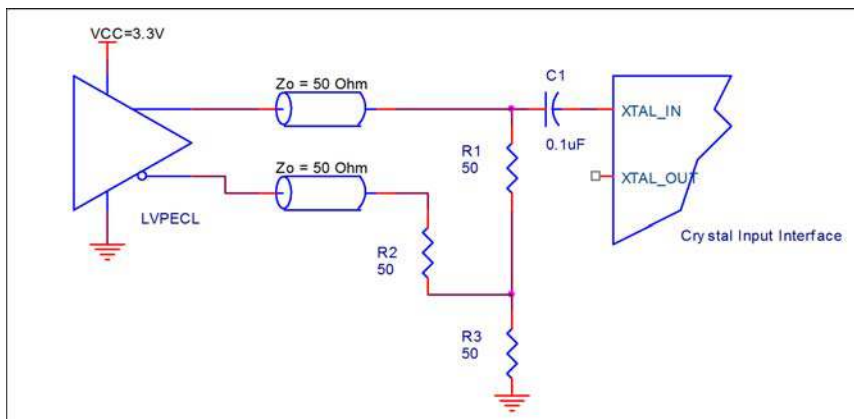 VCC=3.3V
Zo = 50 Ohm
C1
XTAL_IN
0.1uF
R1
50
Zo = 50 Ohm
XTAL_OUT
LVPECL
Crystal Input Interface
R2
50
R3
50